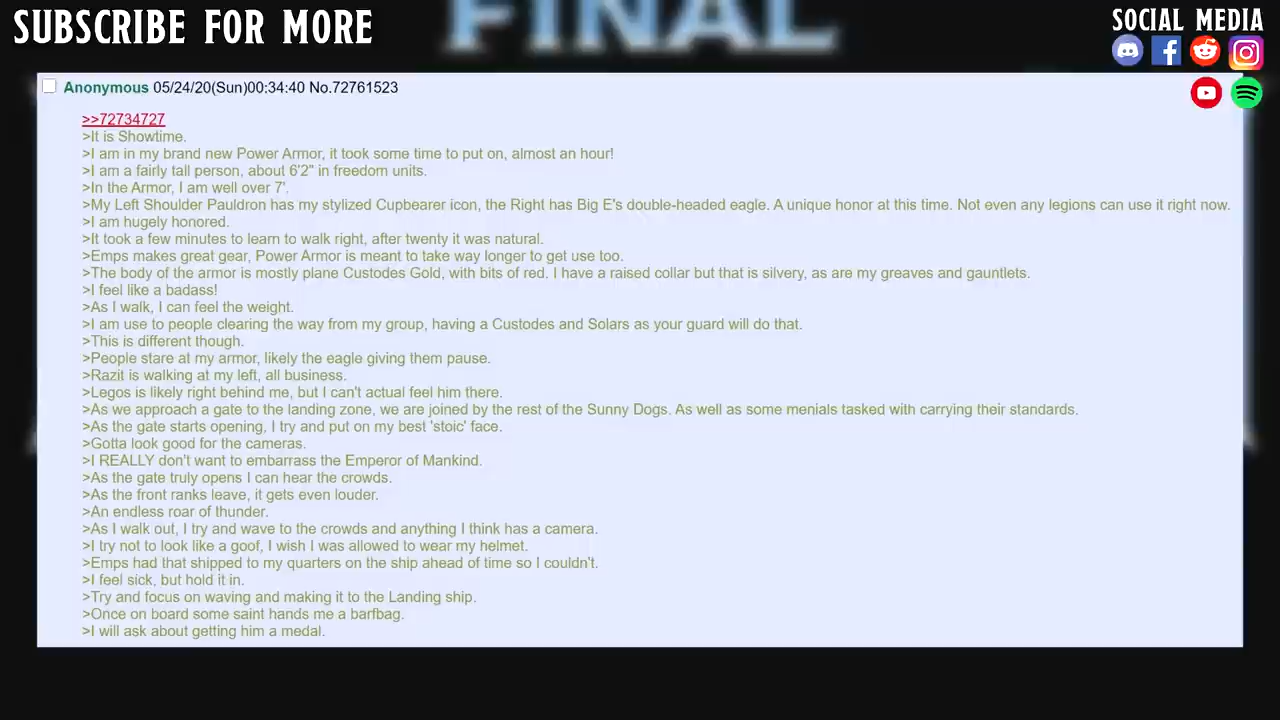 SUBSCRIBE FOR MORE
FINAL
SOCIAL MEDIA
Anonymous 05/24/20(Sun)00:34:40 No.72761523
>>72734727
>It is Showtime.
>I am in my brand new Power Armor, it took some time to put on, almost an hour!
>I am a fairly tall person, about 6'2" in freedom units.
>In the Armor, I am well over 7'.
>My Left Shoulder Pauldron has my stylized Cupbearer icon, the Right has Big E's double-headed eagle. A unique honor at this time. Not even any legions can use it right now.
>I am hugely honored.
>It took a few minutes to learn to walk right, after twenty it was natural.
>Emps makes great gear, Power Armor is meant to take way longer to get use too.
>The body of the armor is mostly plane Custodes Gold, with bits of red. I have a raised collar but that is silvery, as are my greaves and gauntlets.
>I feel like a badass!
>As I walk, I can feel the weight.
>I am use to people clearing the way from my group, having a Custodes and Solars as your guard will do that.
>This is different though.
>People stare at my armor, likely the eagle giving them pause.
>Razit is walking at my left, all business.
>Legos is likely right behind me, but I can't actual feel him there.
>As we approach a gate to the landing zone, we are joined by the rest of the Sunny Dogs. As well as some menials tasked with carrying their standards.
>As the gate starts opening, I try and put on my best 'stoic' face.
>Gotta look good for the cameras.
>I REALLY don't want to embarrass the Emperor of Mankind.
>As the gate truly opens I can hear the crowds.
>As the front ranks leave, it gets even louder.
>An endless roar of thunder.
>As I walk out, I try and wave to the crowds and anything I think has a camera.
>I try not to look like a goof, I wish I was allowed to wear my helmet.
>Emps had that shipped to my quarters on the ship ahead of time so I couldn't.
>I feel sick, but hold it in.
>Try and focus on waving and making it to the Landing ship.
>Once on board some saint hands me a barfbag.
>I will ask about getting him a medal.